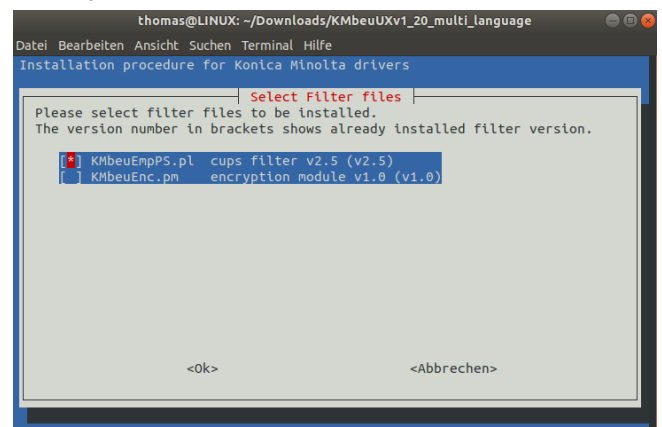 thomas@LINUX: ~/Downloads/KMbeuUXv1_20_multi_language
Datei Bearbeiten Ansicht Suchen Terminal Hilfe
Installation procedure for Konica Minolta drivers
Select Filter files
Please select filter files to be installed.
The version number in brackets shows already installed filter version.
[*] KMbeuEmpPS.pl cups filter v2.5 (v2.5)
[ ] KMbeuEnc.pm encryption module v1.0 (v1.0)
<Ok> <Abbrechen>